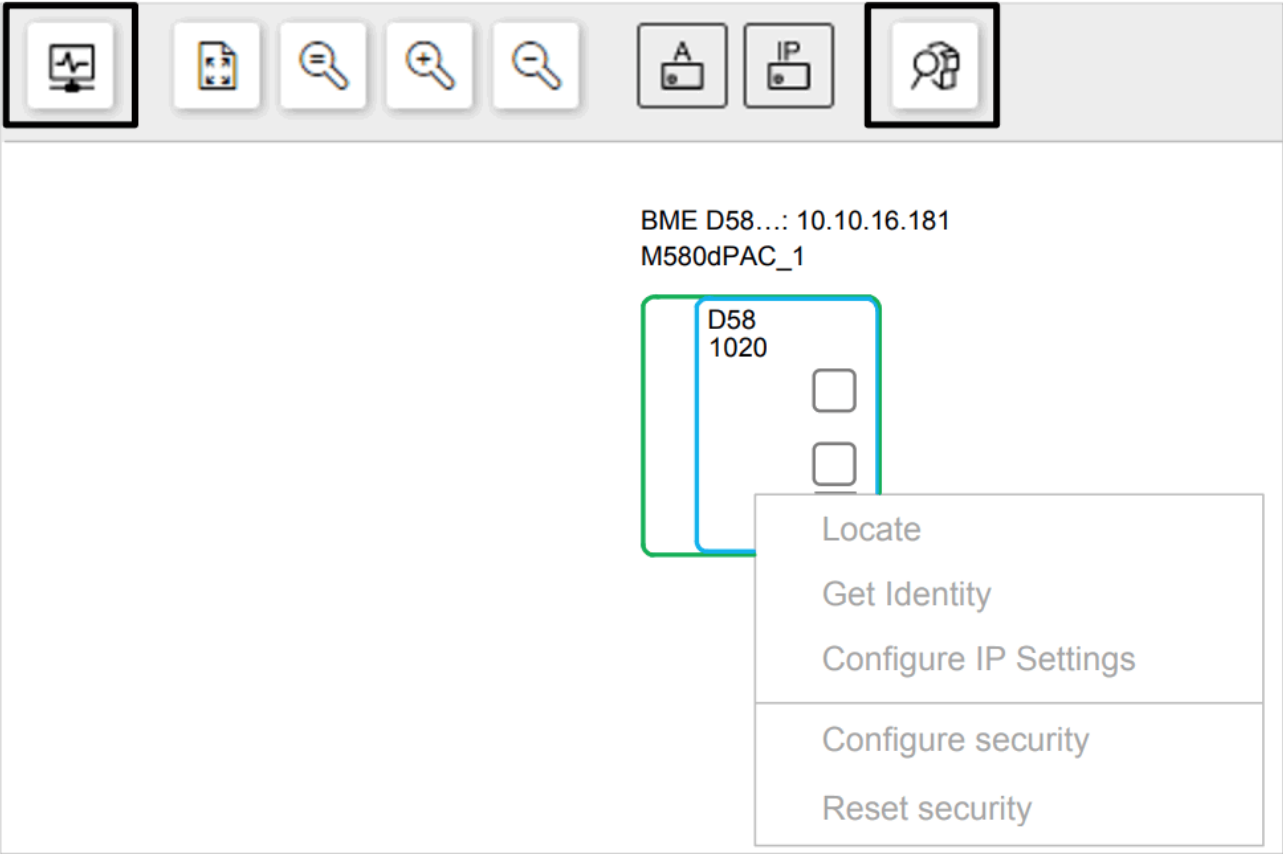 A
IP
BME D58...: 10.10.16.181
M580dPAC_1
D58
1020
Locate
Get Identity
Configure IP Settings
Configure security
Reset security